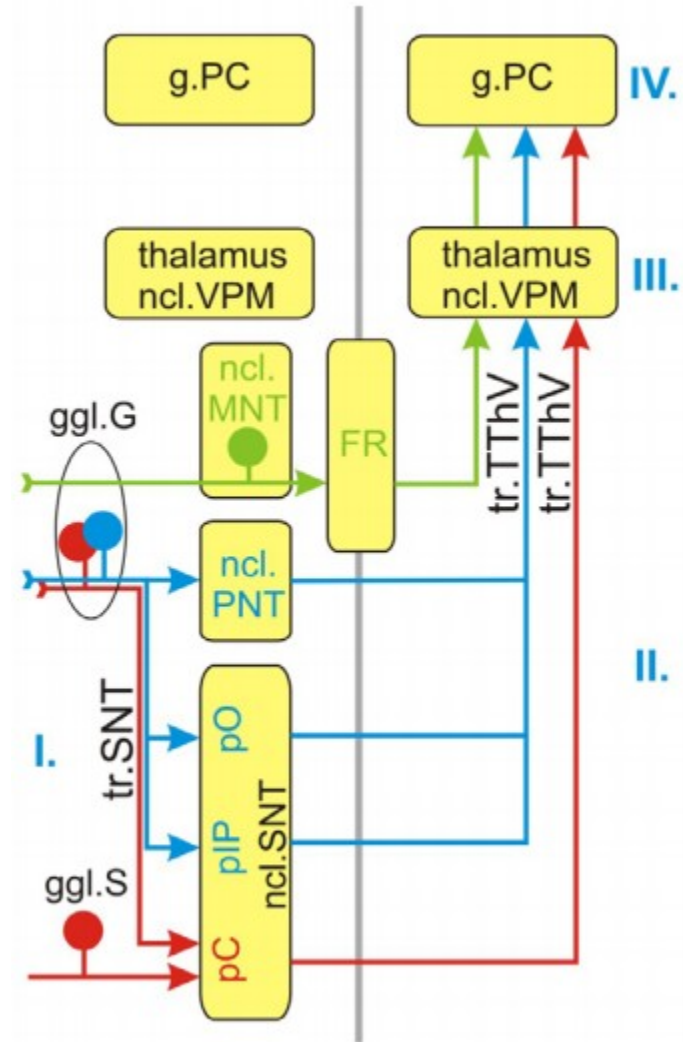 g.PC
g.PC
IV.
thalamus
ncl.VPM
thalamus
ncl.VPM
III.
ncl.
MNT
ggl.G
FR
tr.TThV
tr.TThV
ncl.
PNT
II.
I.
tr.SNT
pO
pIP
ncl.SNT
ggl.S
pC